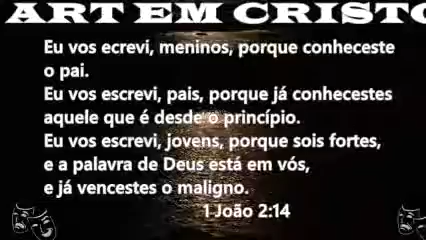 ART EM CRISTO
Eu vos ecrevi, meninos, porque conheceste
o pai.
Eu vos escrevi, pais, porque já conhecestes
aquele que é desde o princípio.
Eu vos escrevi, jovens, porque sois fortes,
e a palavra de Deus está em vós,
e já vencestes o maligno.
1 João 2:14